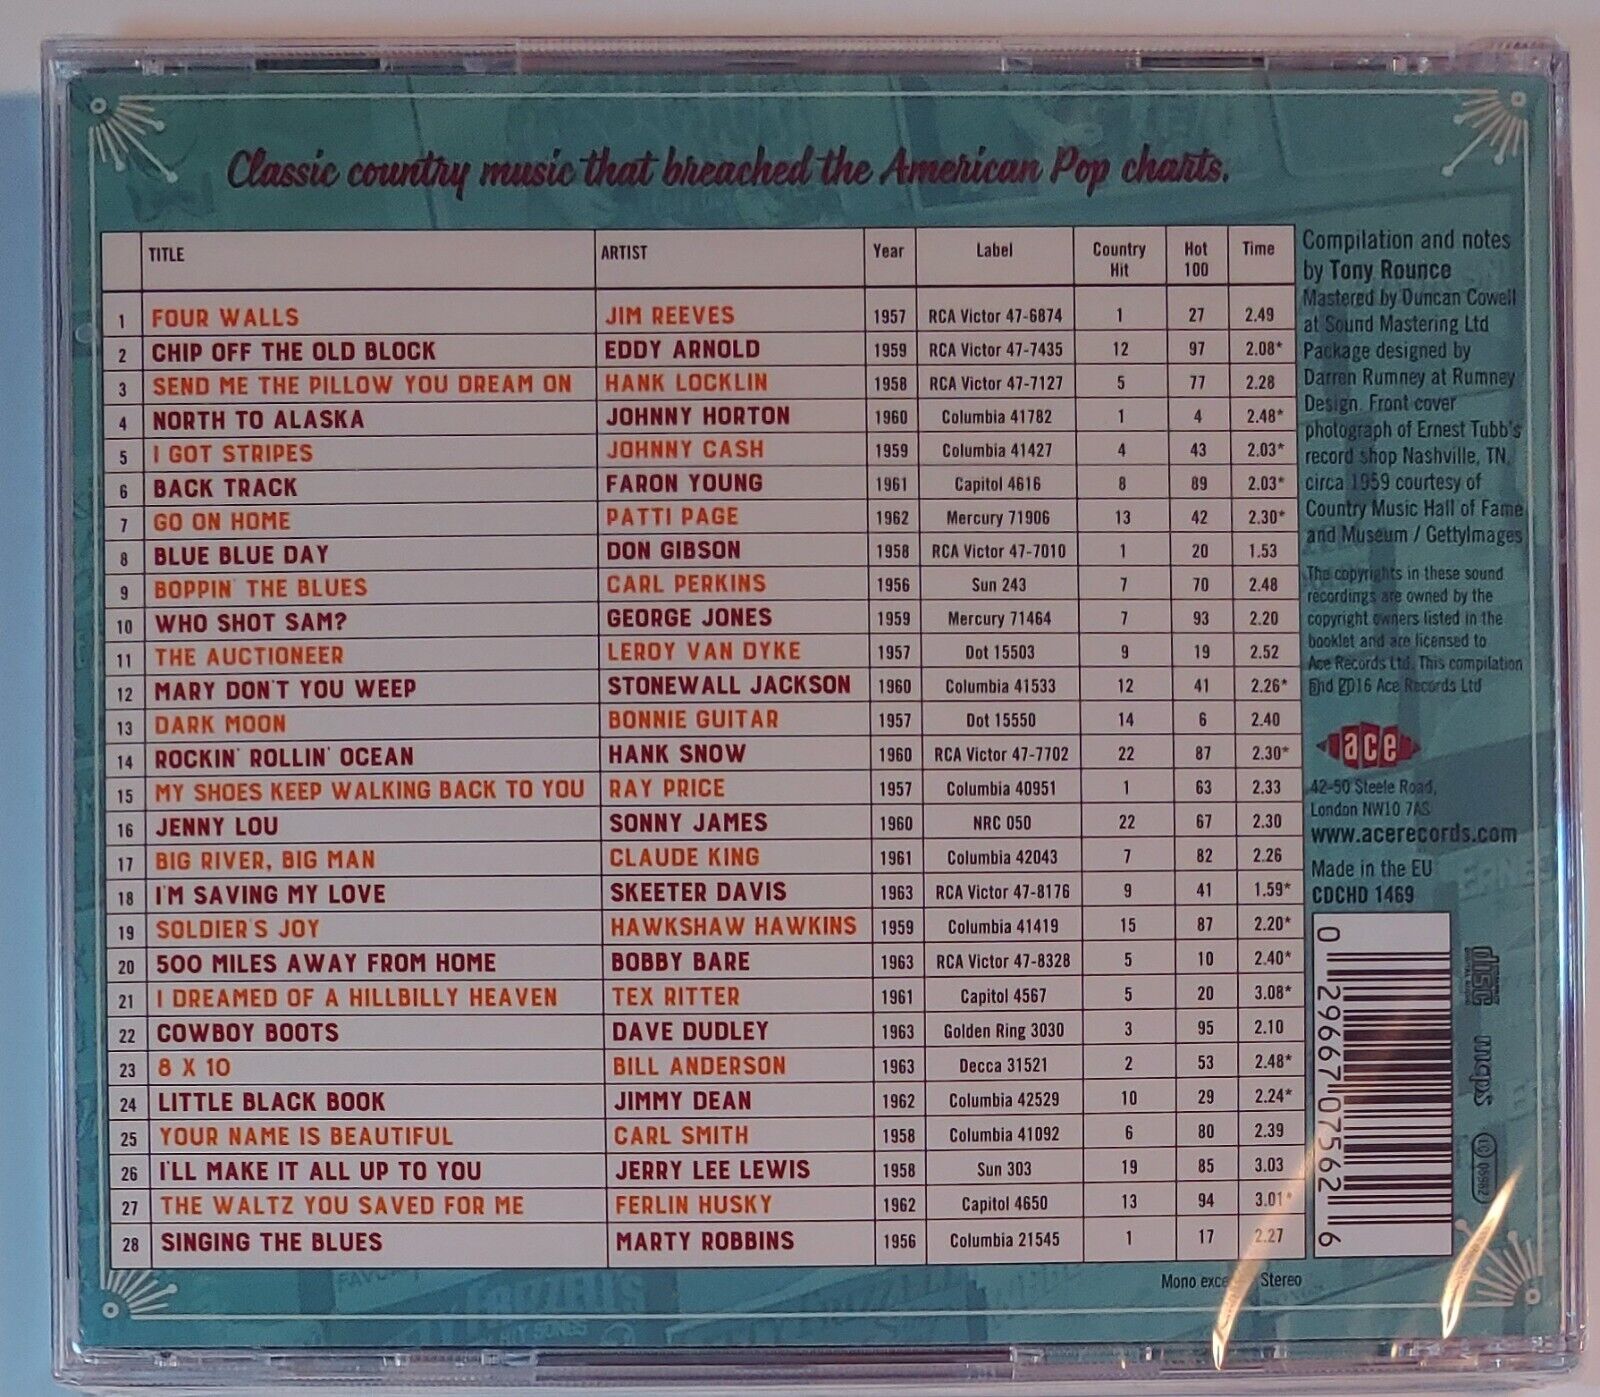 Classic country music that breached the American Pop charts.
TITLE ARTIST Year Label Country Hit Hot 100 Time
1 FOUR WALLS JIM REEVES 1957 RCA Victor 47-6874 1 27 2.49
2 CHIP OFF THE OLD BLOCK EDDY ARNOLD 1959 RCA Victor 47-7435 12 97 2.08*
3 SEND ME THE PILLOW YOU DREAM ON HANK LOCKLIN 1958 RCA Victor 47-7127 5 77 2.28
4 NORTH TO ALASKA JOHNNY HORTON 1960 Columbia 41782 1 4 2.48*
5 I GOT STRIPES JOHNNY CASH 1959 Columbia 41427 4 43 2.03*
6 BACK TRACK FARON YOUNG 1961 Capitol 4616 8 89 2.03*
7 GO ON HOME PATTI PAGE 1962 Mercury 71906 13 42 2.30*
8 BLUE BLUE DAY DON GIBSON 1958 RCA Victor 47-7010 1 20 1.53
9 BOPPIN' THE BLUES CARL PERKINS 1956 Sun 243 7 70 2.48
10 WHO SHOT SAM? GEORGE JONES 1959 Mercury 71464 7 93 2.20
11 THE AUCTIONEER LEROY VAN DYKE 1957 Dot 15503 9 19 2.52
12 MARY DON'T YOU WEEP STONEWALL JACKSON 1960 Columbia 41533 12 41 2.26*
13 DARK MOON BONNIE GUITAR 1957 Dot 15550 14 6 2.40
14 ROCKIN' ROLLIN' OCEAN HANK SNOW 1960 RCA Victor 47-7702 22 87 2.30*
15 MY SHOES KEEP WALKING BACK TO YOU RAY PRICE 1957 Columbia 40951 1 63 2.33
16 JENNY LOU SONNY JAMES 1960 NRC 050 22 67 2.30
17 BIG RIVER, BIG MAN CLAUDE KING 1961 Columbia 42043 7 82 2.26
18 I'M SAVING MY LOVE SKEETER DAVIS 1963 RCA Victor 47-8176 9 41 1.59*
19 SOLDIER'S JOY HAWKSHAW HAWKINS 1959 Columbia 41419 15 87 2.20*
20 500 MILES AWAY FROM HOME BOBBY BARE 1963 RCA Victor 47-8328 5 10 2.40*
21 I DREAMED OF A HILLBILLY HEAVEN TEX RITTER 1961 Capitol 4567 5 20 3.08*
22 COWBOY BOOTS DAVE DUDLEY 1963 Golden Ring 3030 3 95 2.10
23 8 X 10 BILL ANDERSON 1963 Decca 31521 2 53 2.48*
24 LITTLE BLACK BOOK JIMMY DEAN 1962 Columbia 42529 10 29 2.24*
25 YOUR NAME IS BEAUTIFUL CARL SMITH 1958 Columbia 41092 6 80 2.39
26 I'LL MAKE IT ALL UP TO YOU JERRY LEE LEWIS 1958 Sun 303 19 85 3.03
27 THE WALTZ YOU SAVED FOR ME FERLIN HUSKY 1962 Capitol 4650 13 94 3.01*
28 SINGING THE BLUES MARTY ROBBINS 1956 Columbia 21545 1 17 2.27
Mono Stereo
Compilation and notes
by Tony Rounce
Mastered by Duncan Cowell
at Sound Mastering Ltd
Package designed by
Darren Rumney at Rumney
Design. Front cover
photograph of Ernest Tubb's
record shop Nashville, TN,
circa 1959 courtesy of
Country Music Hall of Fame
and Museum / GettyImages
The copyrights in these sound
recordings are owned by the
copyright owners listed in the
booklet and are licensed to
Ace Records Ltd. This compilation
℗nd ©2016 Ace Records Ltd
ace
42-50 Steele Road,
London NW10 7AS
www.acerecords.com
Made in the EU
CDCHD 1469
0 29667 07562 6
COMPACT disc DIGITAL AUDIO
mcps
LC 05982